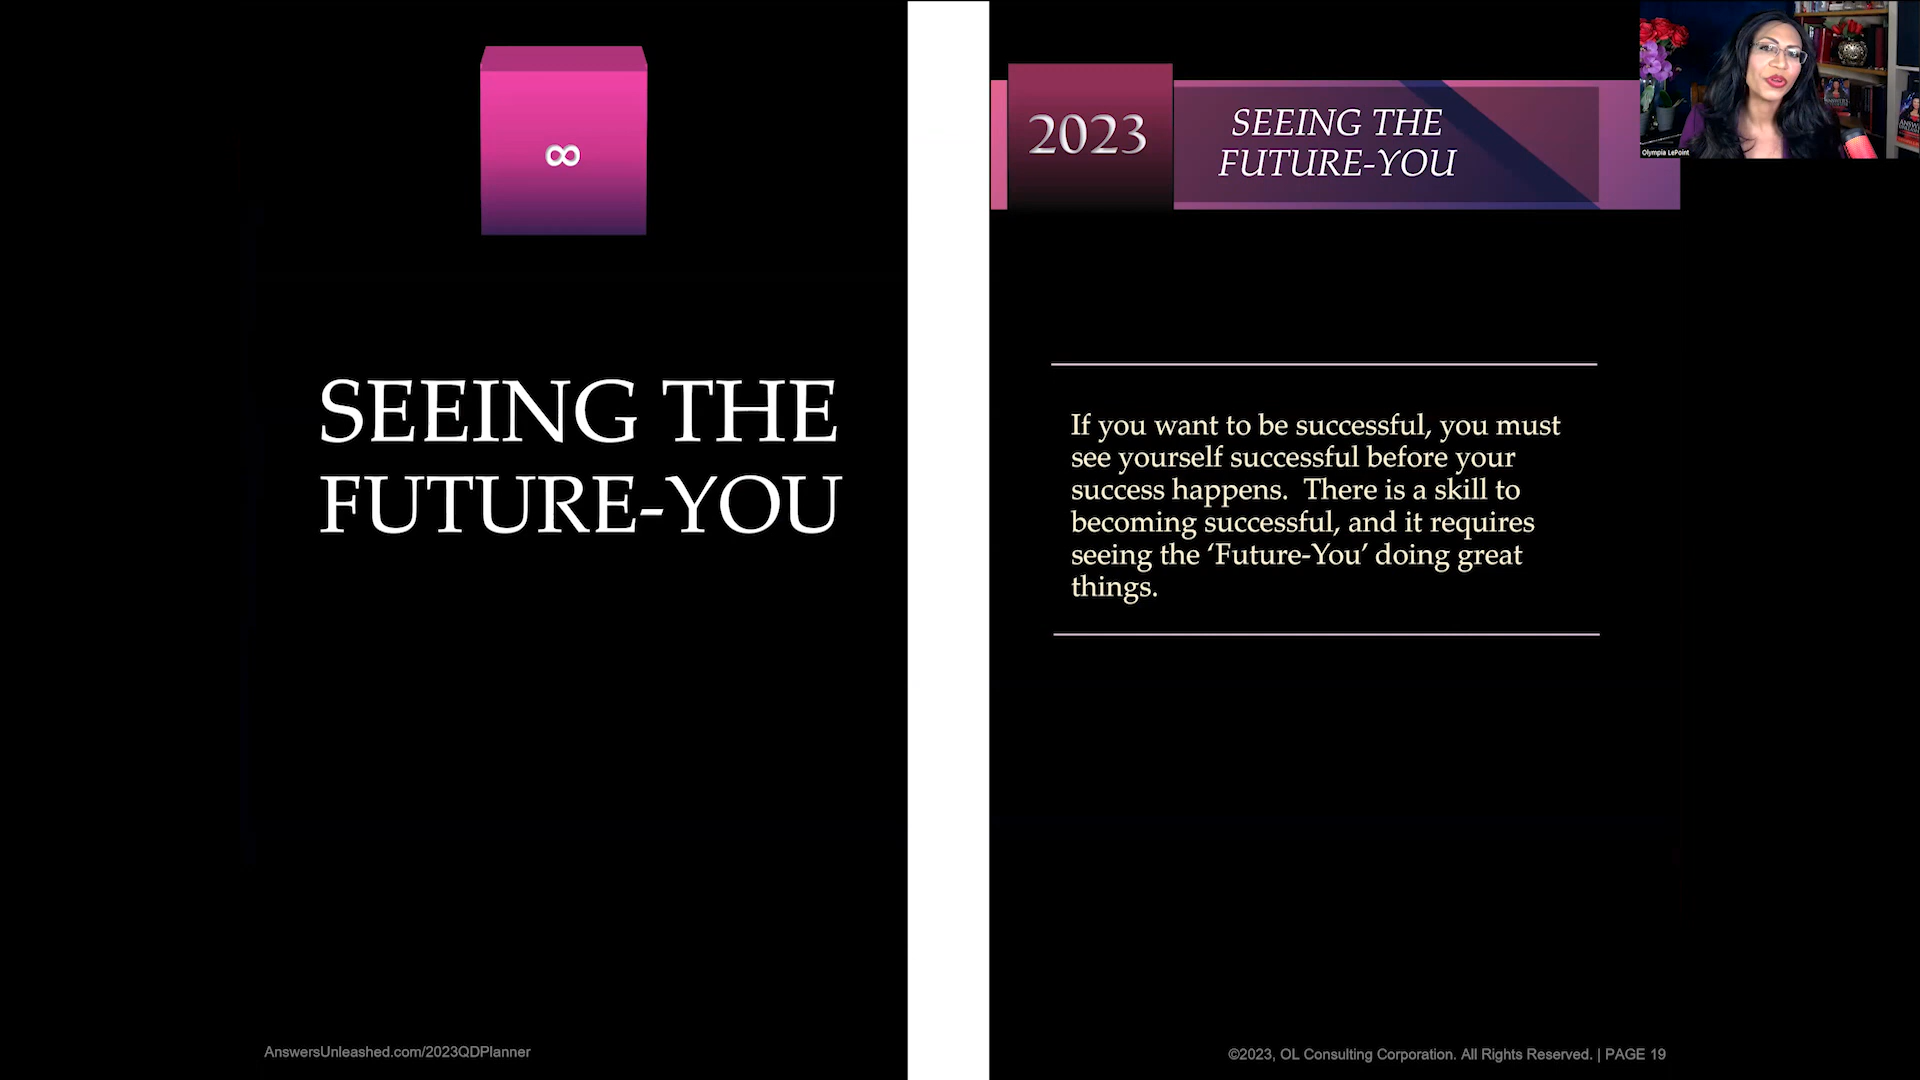 ∞
SEEING THE
FUTURE-YOU
AnswersUnleashed.com/2023QDPlanner
2023
SEEING THE
FUTURE-YOU
If you want to be successful, you must
see yourself successful before your
success happens.  There is a skill to
becoming successful, and it requires
seeing the ‘Future-You’ doing great
things.
©2023, OL Consulting Corporation. All Rights Reserved. | PAGE 19
Olympia LePoint